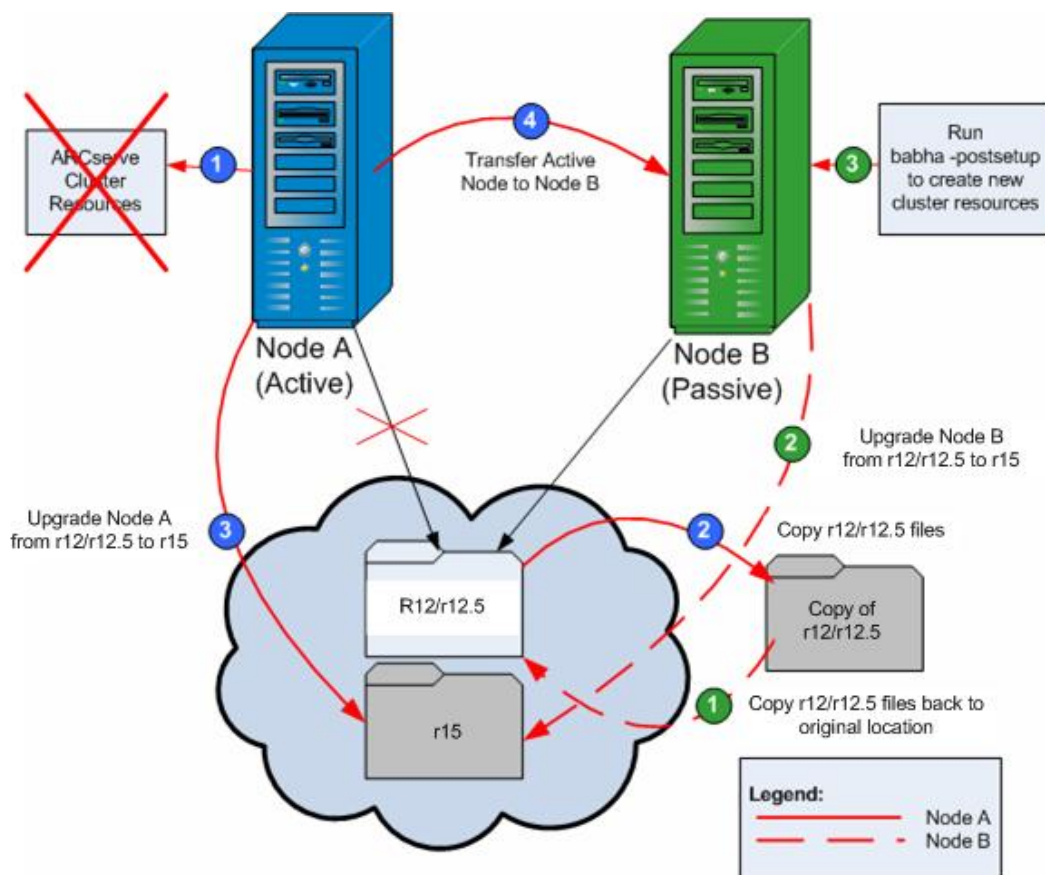 ARCserve
Cluster
Resources
1
4
Transfer Active
Node to Node B
3
Run
babha -postsetup
to create new
cluster resources
Node A
(Active)
Node B
(Passive)
2
Upgrade Node B
from r12/r12.5 to r15
Upgrade Node A
from r12/r12.5 to r15
3
2
Copy r12/r12.5 files
R12/r12.5
Copy of
r12/r12.5
r15
1
Copy r12/r12.5 files back to
original location
Legend:
Node A
Node B